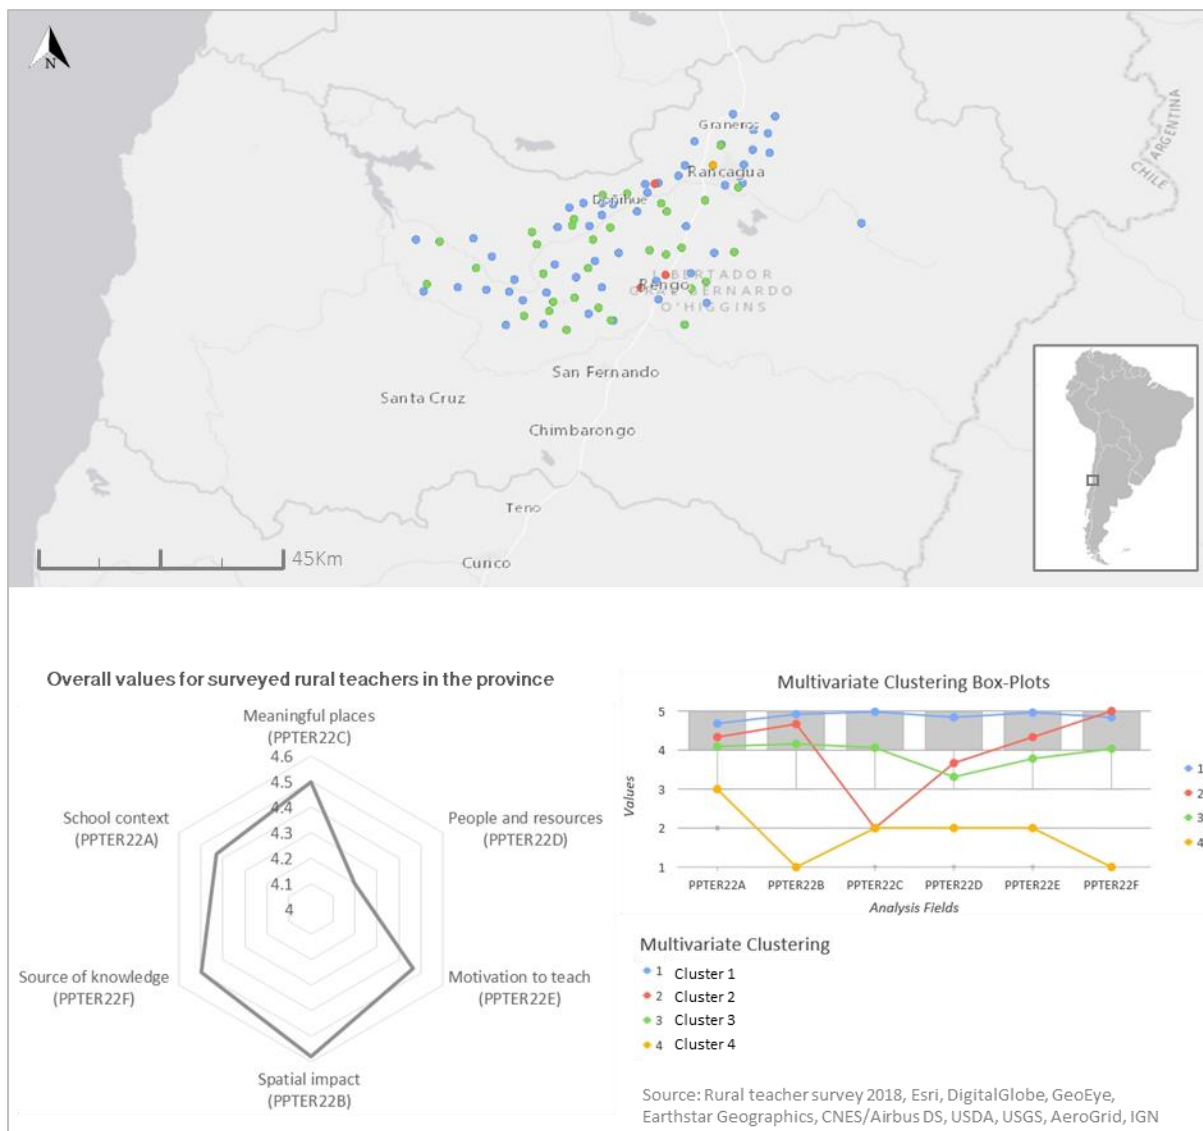 N
Graneros
Rancagua
ARGENTINA
CHILE
Doñihue
LIBERTADOR
Rengo
GRAL BERNARDO
O'HIGGINS
San Fernando
Santa Cruz
Chimbarongo
Teno
Curico
45Km
Overall values for surveyed rural teachers in the province
Meaningful places
(PPTER22C)
4.6
4.5
4.4
4.3
4.2
4.1
4
School context
(PPTER22A)
People and resources
(PPTER22D)
Source of knowledge
(PPTER22F)
Motivation to teach
(PPTER22E)
Spatial impact
(PPTER22B)
Multivariate Clustering Box-Plots
Values
5
4
3
2
1
PPTER22A PPTER22B PPTER22C PPTER22D PPTER22E PPTER22F
Analysis Fields
1
2
3
4
Multivariate Clustering
1 Cluster 1
2 Cluster 2
3 Cluster 3
4 Cluster 4
Source: Rural teacher survey 2018, Esri, DigitalGlobe, GeoEye,
Earthstar Geographics, CNES/Airbus DS, USDA, USGS, AeroGrid, IGN